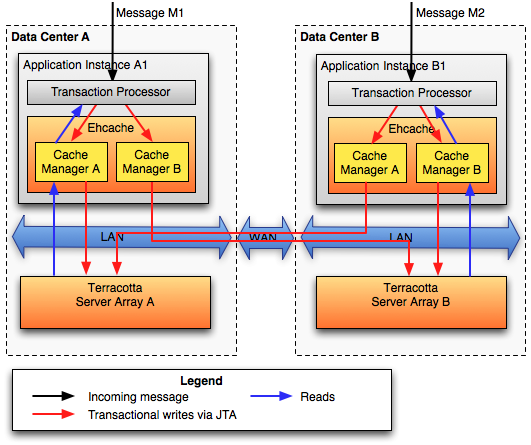 Message M1
Message M2
Data Center A
Data Center B
Application Instance A1
Application Instance B1
Transaction Processor
Transaction Processor
Ehcache
Ehcache
Cache
Manager A
Cache
Manager B
Cache
Manager A
Cache
Manager B
LAN
WAN
LAN
Terracotta
Server Array A
Terracotta
Server Array B
Legend
Incoming message
Reads
Transactional writes via JTA